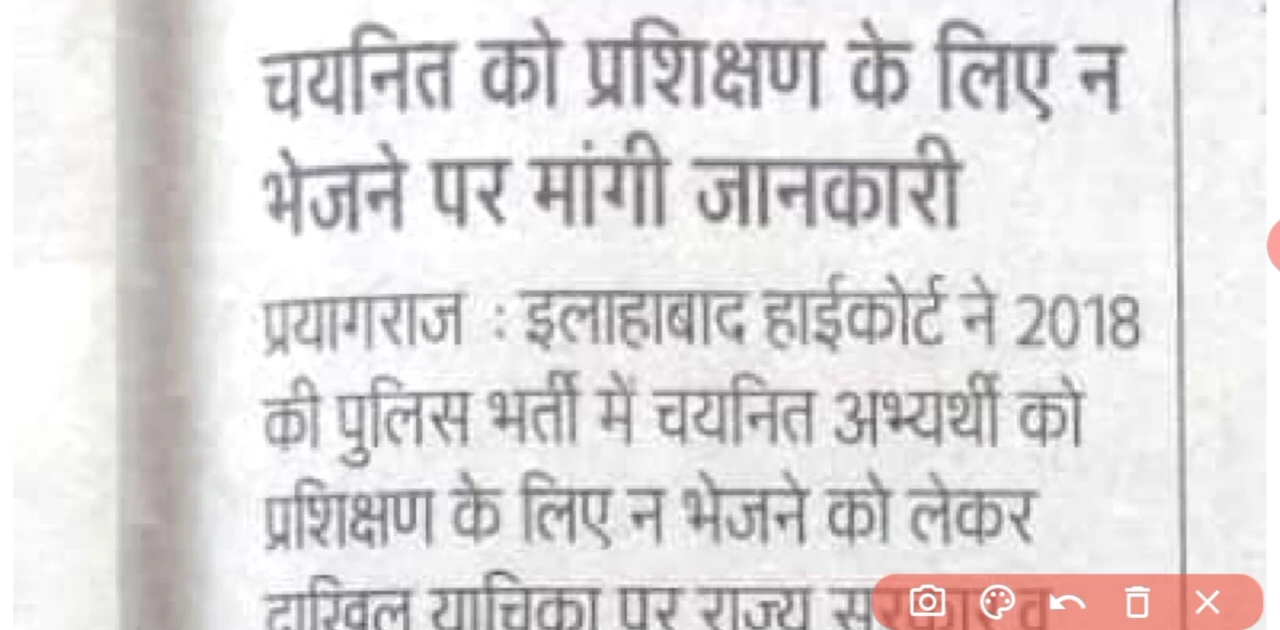 चयनित को प्रशिक्षण के लिए न
भेजने पर मांगी जानकारी
प्रयागराज : इलाहाबाद हाईकोर्ट ने 2018
की पुलिस भर्ती में चयनित अभ्यर्थी को
प्रशिक्षण के लिए न भेजने को लेकर
दाखिल याचिका पर राज्य सरकार व